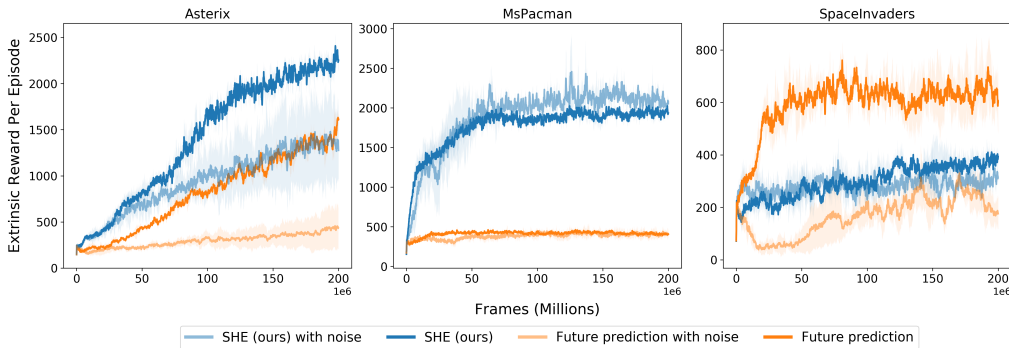 Asterix
MsPacman
SpaceInvaders
Extrinsic Reward Per Episode
2500
2000
1500
1000
500
0
0 50 100 150 200
1e6
3000
2500
2000
1500
1000
500
0
0 50 100 150 200
1e6
800
600
400
200
0
0 50 100 150 200
1e6
Frames (Millions)
SHE (ours) with noise SHE (ours) Future prediction with noise Future prediction